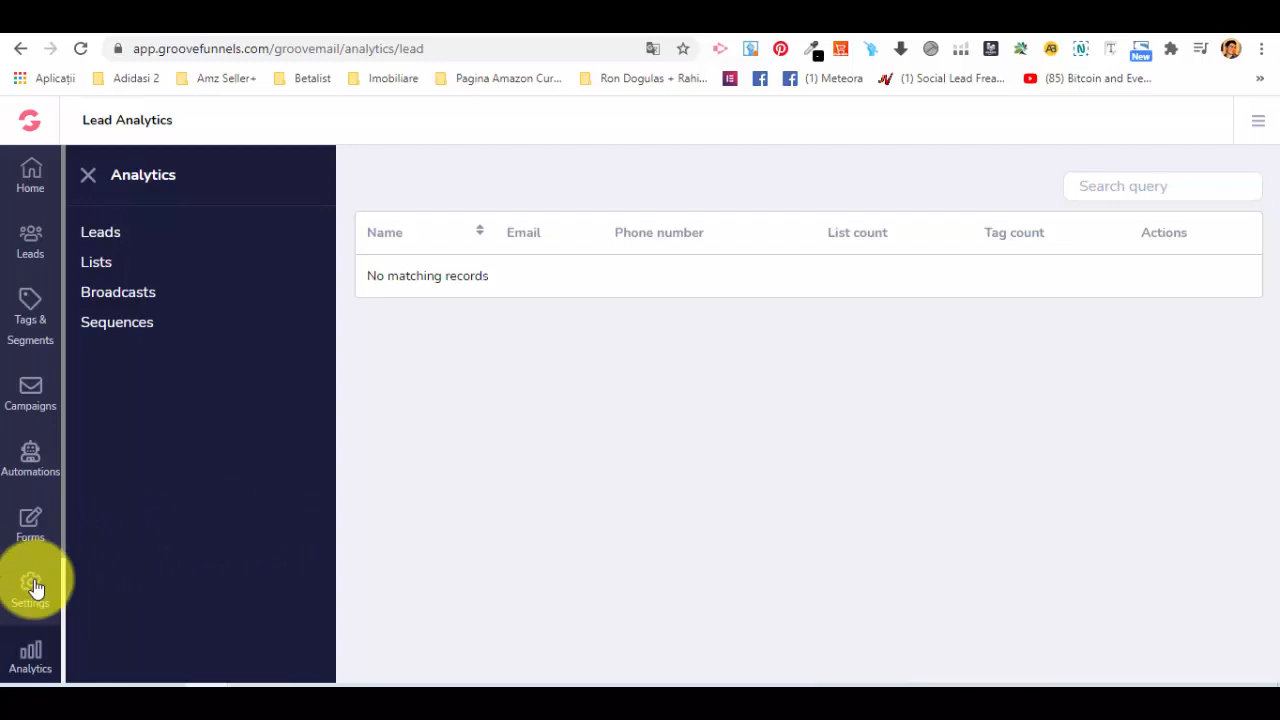 app.groovefunnels.com/groovemail/analytics/lead
New
Aplicații
Adidasi 2
Amz Seller+
Betalist
Imobiliare
Pagina Amazon Cur...
Ron Dogulas + Rahi...
(1) Meteora
(1) Social Lead Frea...
(85) Bitcoin and Eve...
»
Lead Analytics
Home
Leads
Tags &
Segments
Campaigns
Automations
Forms
Settings
Analytics
Analytics
Leads
Lists
Broadcasts
Sequences
Search query
Name
Email
Phone number
List count
Tag count
Actions
No matching records